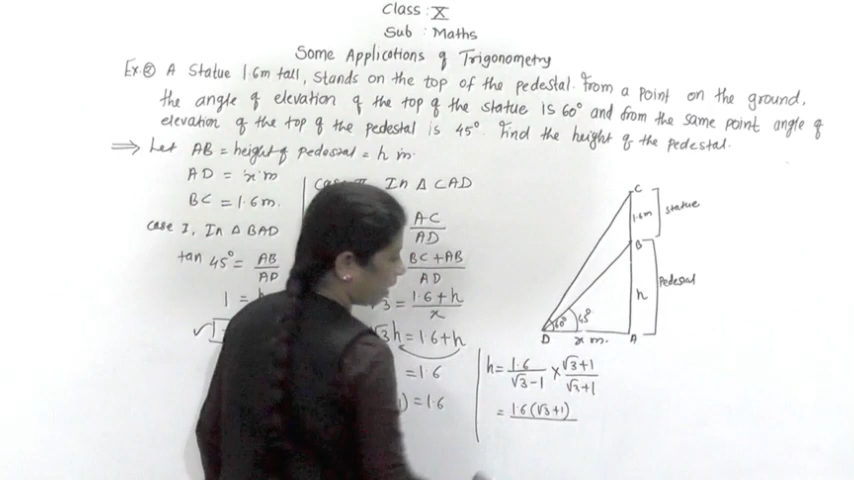 Class : X
Sub : Maths
Some Applications of Trigonometry
Ex.② A Statue 1.6m tall, Stands on the top of the pedestal. From a point on the ground,
the angle of elevation of the top of the statue is 60° and from the same point angle of
elevation of the top of the pedestal is 45°. Find the height of the pedestal.
⟹ Let AB = height of pedestal = h m.
AD = x m
BC = 1.6m.
Case I, In Δ BAD
tan 45° = AB/AD
1 =
In Δ CAD
AC/AD
BC + AB/AD
√3 = 1.6+h/x
√3h = 1.6+h
= 1.6
) = 1.6
C
1.6m
Statue
B
h
Pedestal
60°
45°
D
x m.
A
h = 1.6/√3-1 × √3+1/√3+1
= 1.6(√3+1)